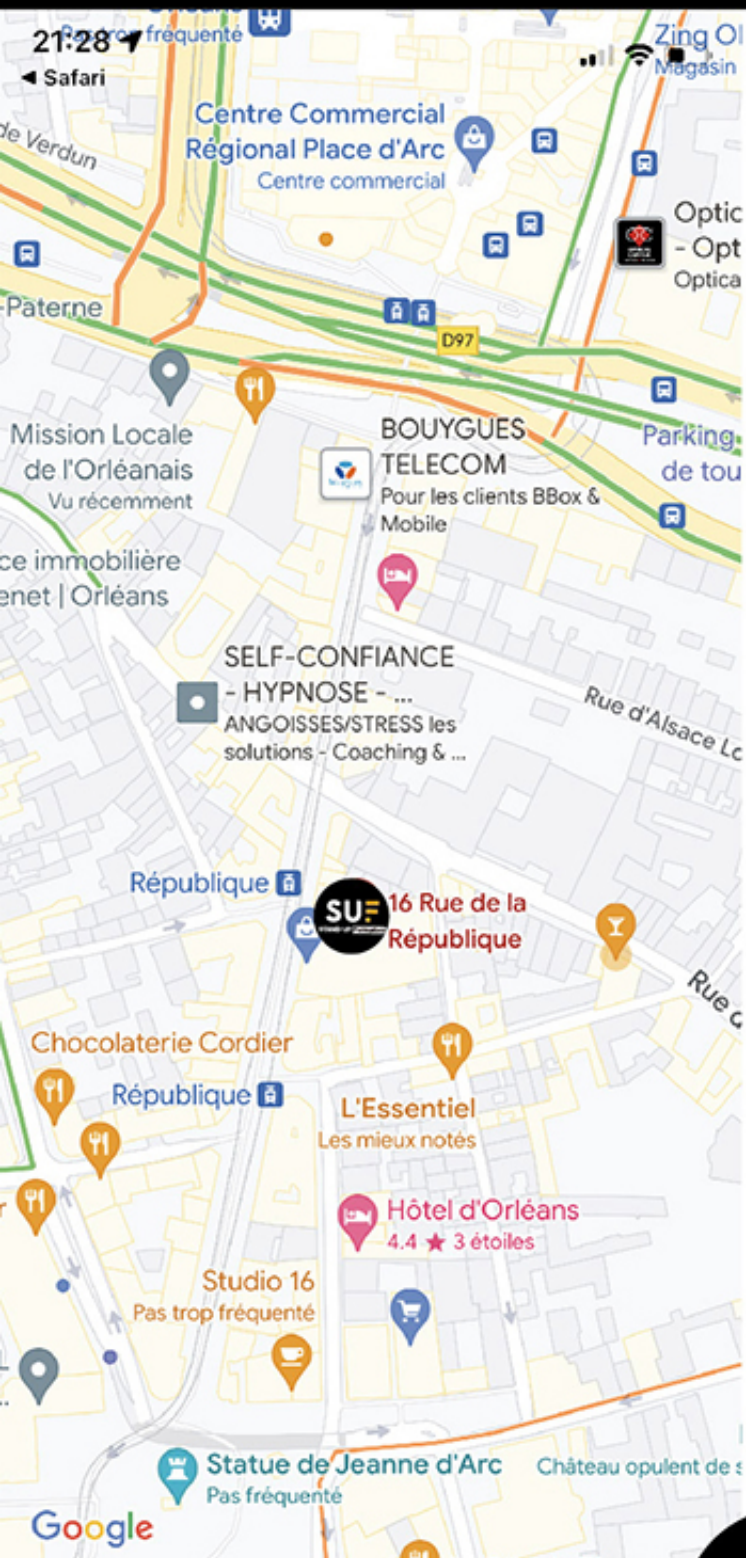 21:28
Pas trop fréquenté
Safari
Zing Ol
Magasin
Centre Commercial
Régional Place d'Arc
Centre commercial
de Verdun
Optic
- Opt
Optica
-Paterne
D97
Mission Locale
de l'Orléanais
Vu récemment
BOUYGUES
TELECOM
Pour les clients BBox &
Mobile
Parking
de tou
ce immobilière
enet | Orléans
SELF-CONFIANCE
- HYPNOSE - ...
ANGOISSES/STRESS les
solutions - Coaching & ...
Rue d'Alsace Lo
République
SUF
16 Rue de la
République
Rue d
Chocolaterie Cordier
République
L'Essentiel
Les mieux notés
r
Hôtel d'Orléans
4.4 ★ 3 étoiles
Studio 16
Pas trop fréquenté
Statue de Jeanne d'Arc
Pas fréquenté
Château opulent de s
Google